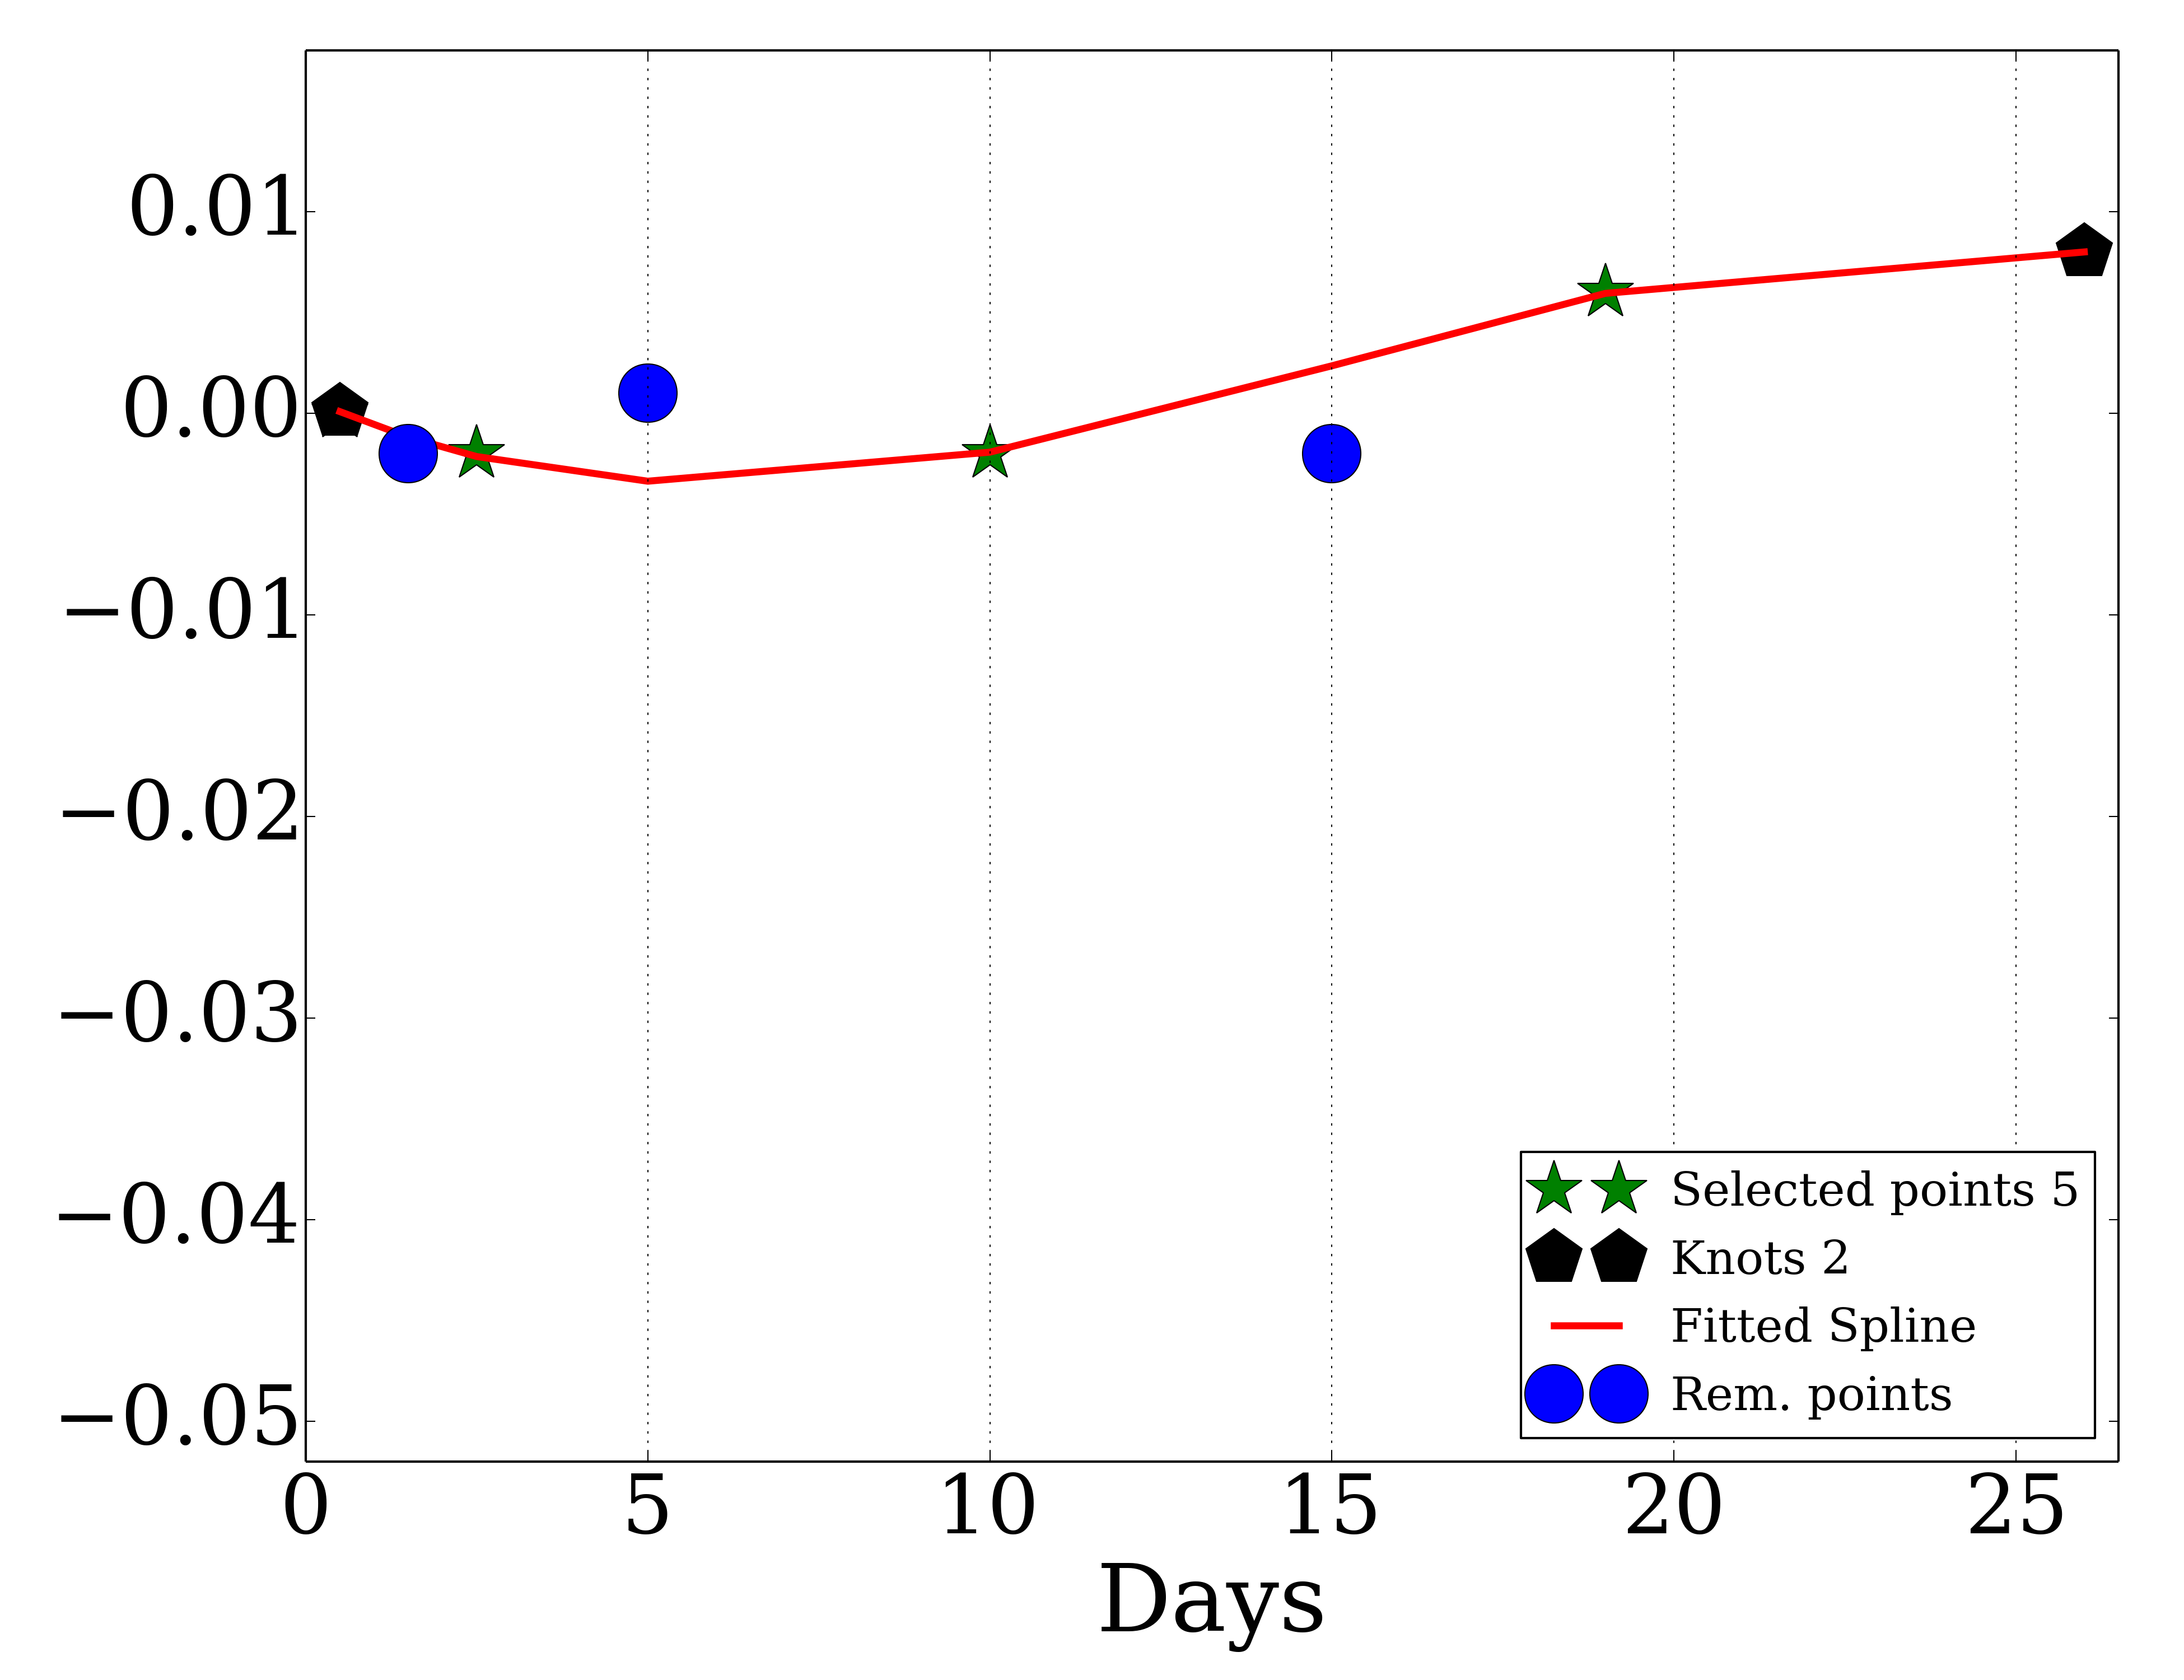 0.01
0.00
−0.01
−0.02
−0.03
−0.04
−0.05
Selected points 5
Knots 2
Fitted Spline
Rem. points
0 5 10 15 20 25
Days